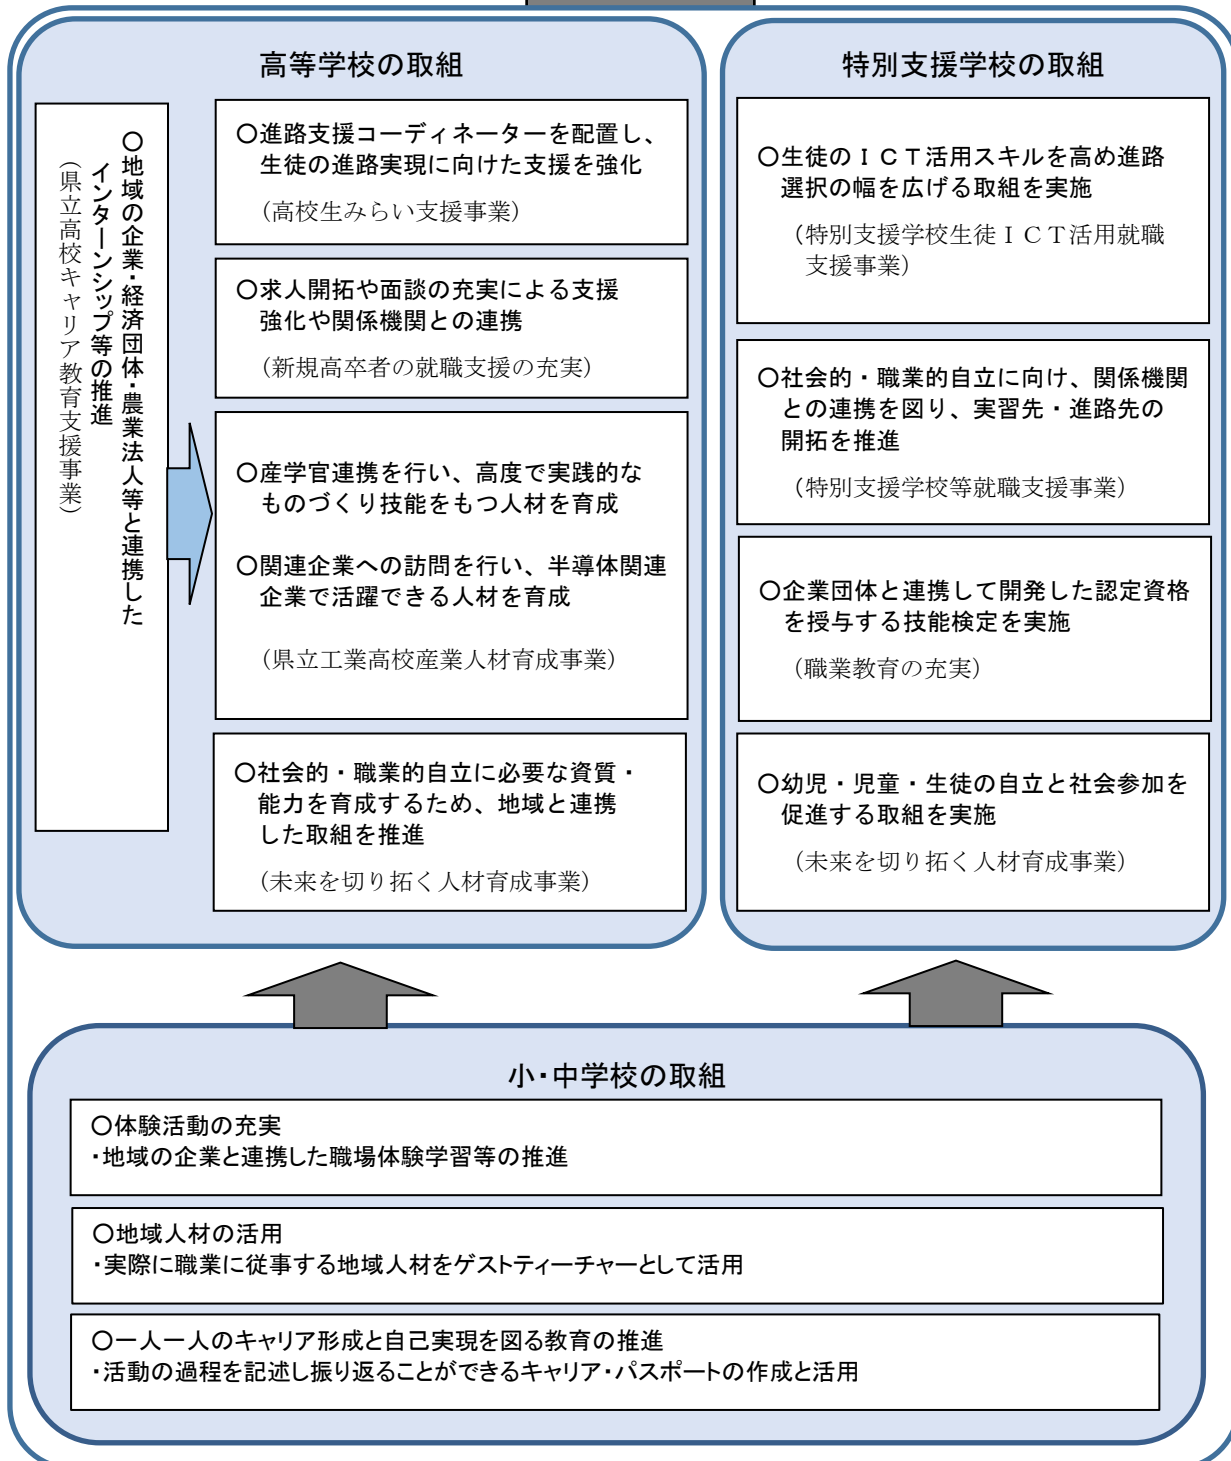 高等学校の取組
〇地域の企業・経済団体・農業法人等と連携した
インターンシップ等の推進
（県立高校キャリア教育支援事業）
〇進路支援コーディネーターを配置し、
生徒の進路実現に向けた支援を強化
（高校生みらい支援事業）
〇求人開拓や面談の充実による支援
強化や関係機関との連携
（新規高卒者の就職支援の充実）
〇産学官連携を行い、高度で実践的な
ものづくり技能をもつ人材を育成
〇関連企業への訪問を行い、半導体関連
企業で活躍できる人材を育成
（県立工業高校産業人材育成事業）
〇社会的・職業的自立に必要な資質・
能力を育成するため、地域と連携
した取組を推進
（未来を切り拓く人材育成事業）
特別支援学校の取組
〇生徒のＩＣＴ活用スキルを高め進路
選択の幅を広げる取組を実施
（特別支援学校生徒ＩＣＴ活用就職
支援事業）
〇社会的・職業的自立に向け、関係機関
との連携を図り、実習先・進路先の
開拓を推進
（特別支援学校等就職支援事業）
〇企業団体と連携して開発した認定資格
を授与する技能検定を実施
（職業教育の充実）
〇幼児・児童・生徒の自立と社会参加を
促進する取組を実施
（未来を切り拓く人材育成事業）
小・中学校の取組
〇体験活動の充実
・地域の企業と連携した職場体験学習等の推進
〇地域人材の活用
・実際に職業に従事する地域人材をゲストティーチャーとして活用
〇一人一人のキャリア形成と自己実現を図る教育の推進
・活動の過程を記述し振り返ることができるキャリア・パスポートの作成と活用